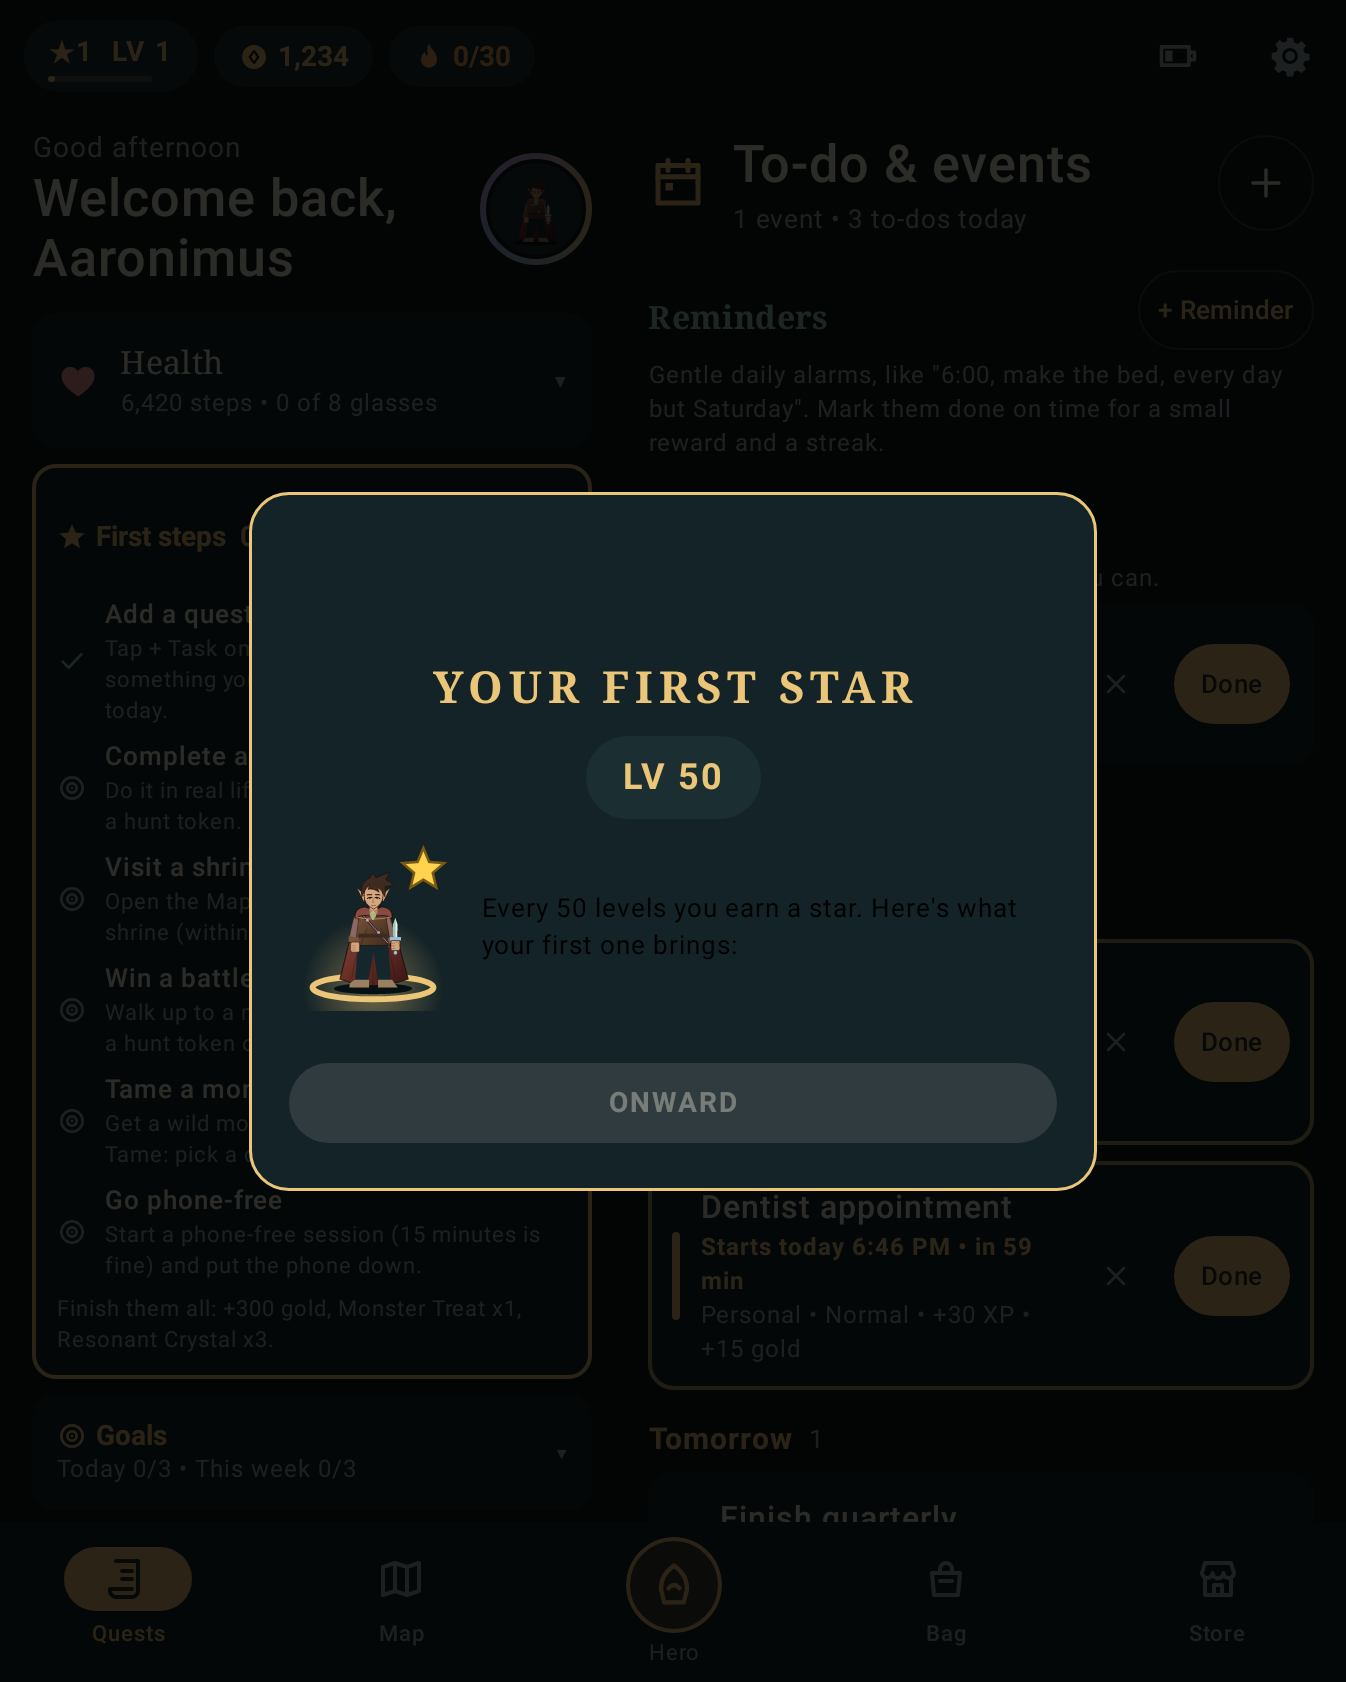 ★1 LV 1
1,234
0/30
Good afternoon
Welcome back,
Aaronimus
Health
6,420 steps • 0 of 8 glasses
First steps
Add a quest
Tap + Task on
something yo
today.
Complete a
Do it in real lif
a hunt token.
Visit a shrin
Open the Map
shrine (within
Win a battle
Walk up to a
a hunt token
Tame a mon
Get a wild mo
Tame: pick a
Go phone-free
Start a phone-free session (15 minutes is
fine) and put the phone down.
Finish them all: +300 gold, Monster Treat x1,
Resonant Crystal x3.
Goals
Today 0/3 • This week 0/3
To-do & events
1 event • 3 to-dos today
Reminders
+ Reminder
Gentle daily alarms, like "6:00, make the bed, every day
but Saturday". Mark them done on time for a small
reward and a streak.
can.
Done
Done
Dentist appointment
Starts today 6:46 PM • in 59
min
Personal • Normal • +30 XP •
+15 gold
Done
Tomorrow 1
Finish quarterly
YOUR FIRST STAR
LV 50
Every 50 levels you earn a star. Here's what
your first one brings:
ONWARD
Quests
Map
Hero
Bag
Store